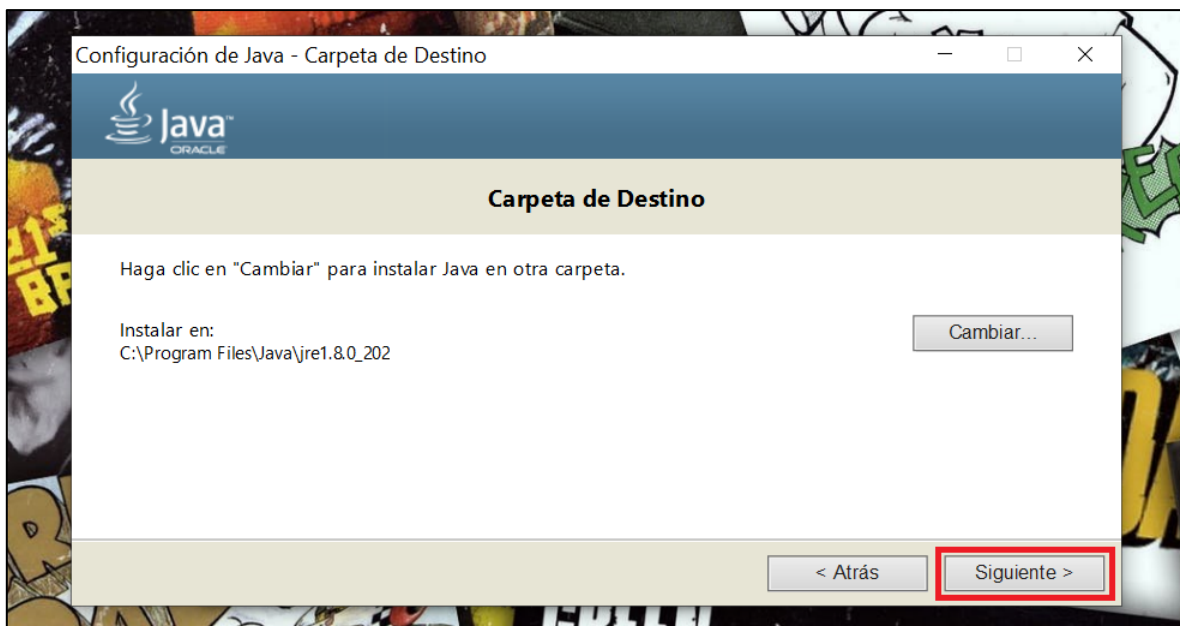 Configuración de Java - Carpeta de Destino
Java™
ORACLE
Carpeta de Destino
Haga clic en "Cambiar" para instalar Java en otra carpeta.
Instalar en:
Cambiar...
C:\Program Files\Java\jre1.8.0_202
< Atrás
Siguiente >